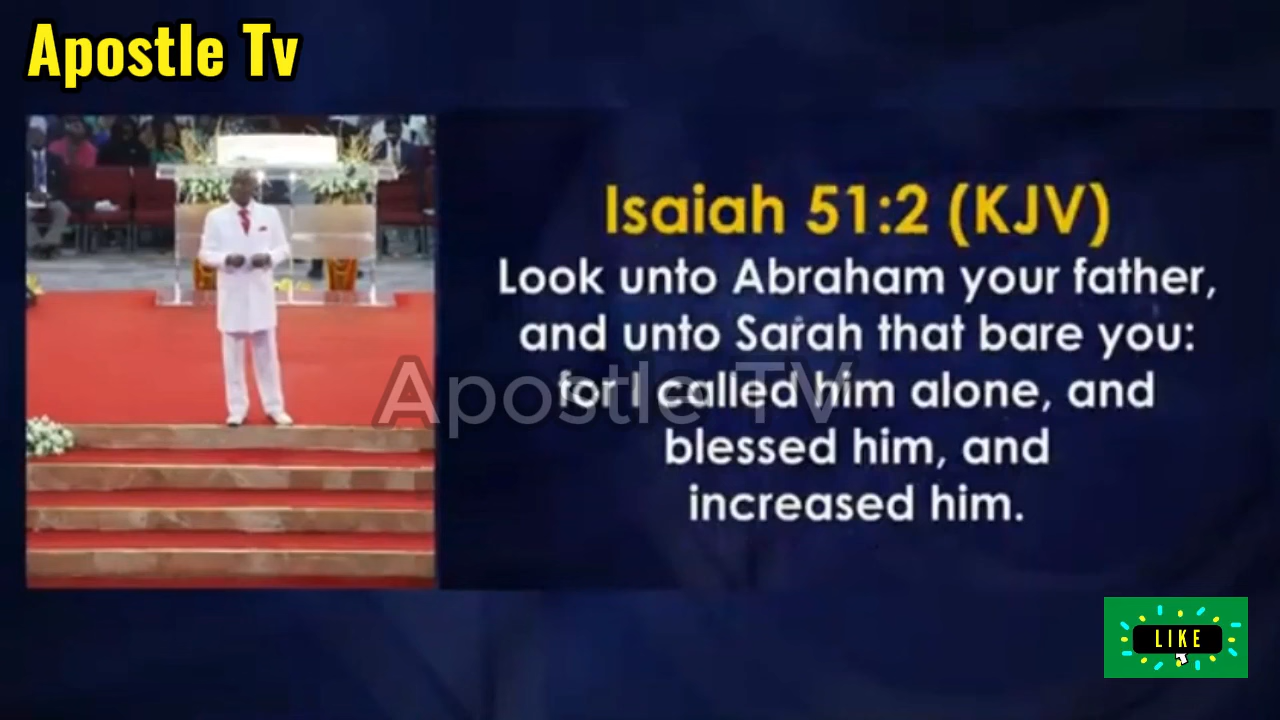 Apostle Tv
Isaiah 51:2 (KJV)
Look unto Abraham your father,
and unto Sarah that bare you:
for I called him alone, and
blessed him, and
increased him.
Apostle TV
LIKE